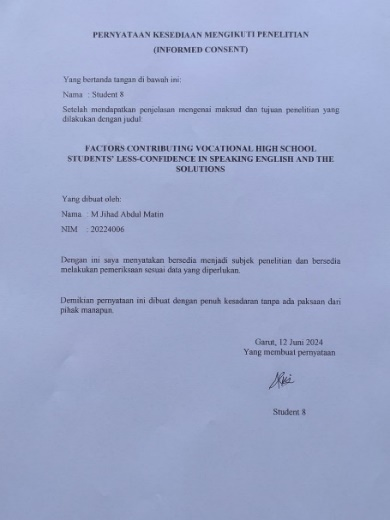 PERNYATAAN KESEDIAAN MENGIKUTI PENELITIAN
(INFORMED CONSENT)
Yang bertanda tangan di bawah ini:
Nama : Student 8
Setelah mendapatkan penjelasan mengenai maksud dan tujuan penelitian yang
dilakukan dengan judul:
FACTORS CONTRIBUTING VOCATIONAL HIGH SCHOOL
STUDENTS' LESS-CONFIDENCE IN SPEAKING ENGLISH AND THE
SOLUTIONS
Yang dibuat oleh:
Nama : M Jihad Abdul Matin
NIM : 20224006
Dengan ini saya menyatakan bersedia menjadi subjek penelitian dan bersedia
melakukan pemeriksaan sesuai data yang diperlukan.
Demikian pernyataan ini dibuat dengan penuh kesadaran tanpa ada paksaan dari
pihak manapun.
Garut, 12 Juni 2024
Yang membuat pernyataan
Student 8